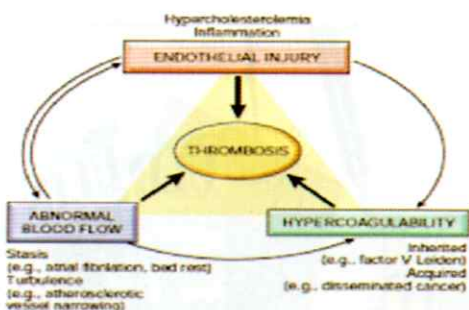 Hypercholesterolemia
Inflammation
ENDOTHELIAL INJURY
THROMBOSIS
ABNORMAL
BLOOD FLOW
Stasis
(e.g., atrial fibrilation, bed rest)
Turbulence
(e.g., atherosclerotic
vessel narrowing)
HYPERCOAGULABILITY
Inherited
(e.g., factor V Leiden)
Acquired
(e.g., disseminated cancer)